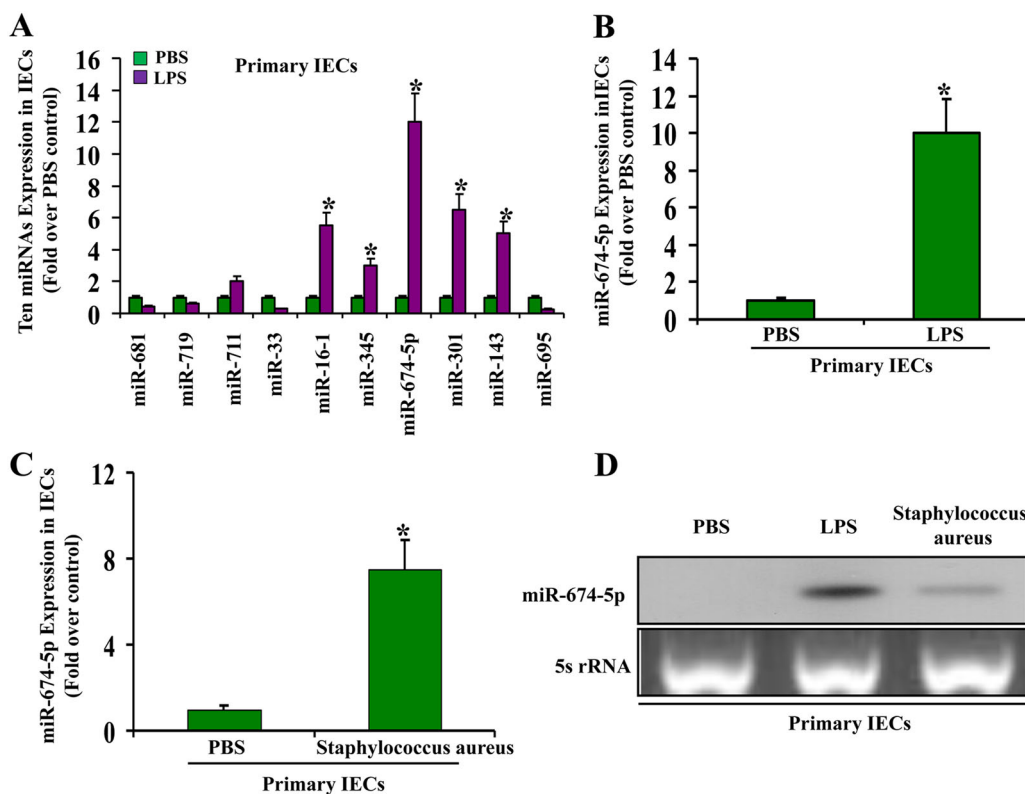 A
Ten miRNAs Expression in IECs
(Fold over PBS control)
PBS
LPS
Primary IECs
16
14
12
10
8
6
4
2
0
*
*
*
*
*
miR-681
miR-719
miR-711
miR-33
miR-16-1
miR-345
miR-674-5p
miR-301
miR-143
miR-695
B
miR-674-5p Expression inIECs
(Fold over PBS control)
14
12
10
8
6
4
2
0
*
PBS
LPS
Primary IECs
C
miR-674-5p Expression in IECs
(Fold over control)
12
8
4
0
*
PBS
Staphylococcus aureus
Primary IECs
D
PBS
LPS
Staphylococcus
aureus
miR-674-5p
5s rRNA
Primary IECs